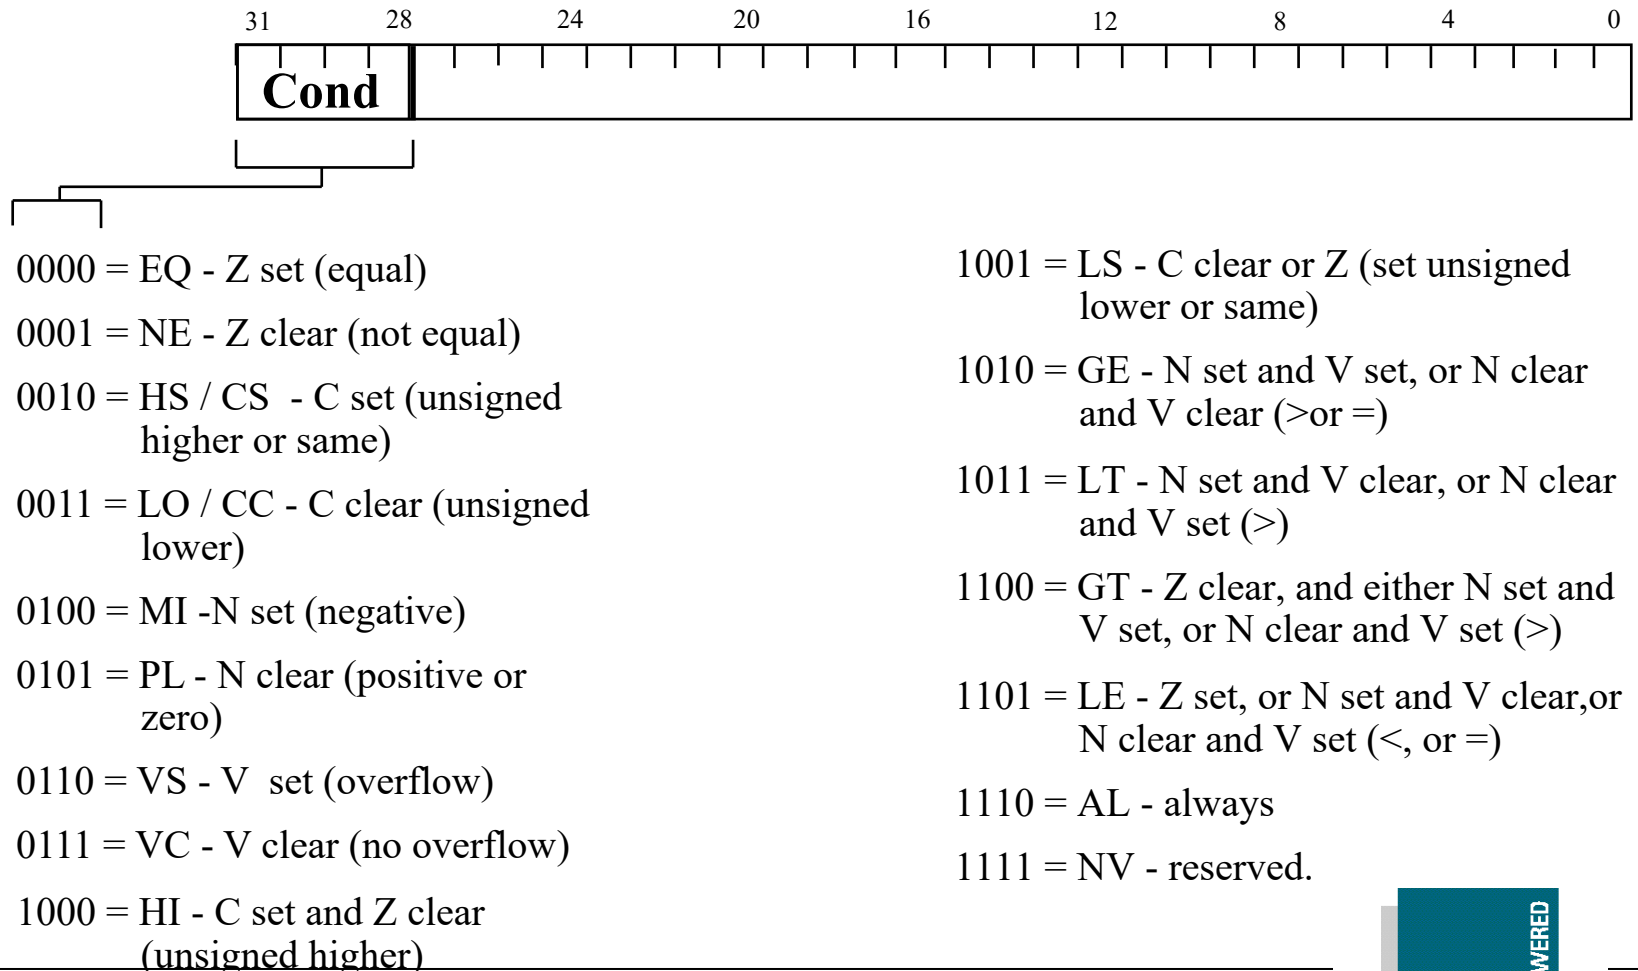 31 28 24 20 16 12 8 4 0
Cond
0000 = EQ - Z set (equal)
0001 = NE - Z clear (not equal)
0010 = HS / CS - C set (unsigned
higher or same)
0011 = LO / CC - C clear (unsigned
lower)
0100 = MI -N set (negative)
0101 = PL - N clear (positive or
zero)
0110 = VS - V set (overflow)
0111 = VC - V clear (no overflow)
1000 = HI - C set and Z clear
(unsigned higher)
1001 = LS - C clear or Z (set unsigned
lower or same)
1010 = GE - N set and V set, or N clear
and V clear (>or =)
1011 = LT - N set and V clear, or N clear
and V set (>)
1100 = GT - Z clear, and either N set and
V set, or N clear and V set (>)
1101 = LE - Z set, or N set and V clear,or
N clear and V set (<, or =)
1110 = AL - always
1111 = NV - reserved.